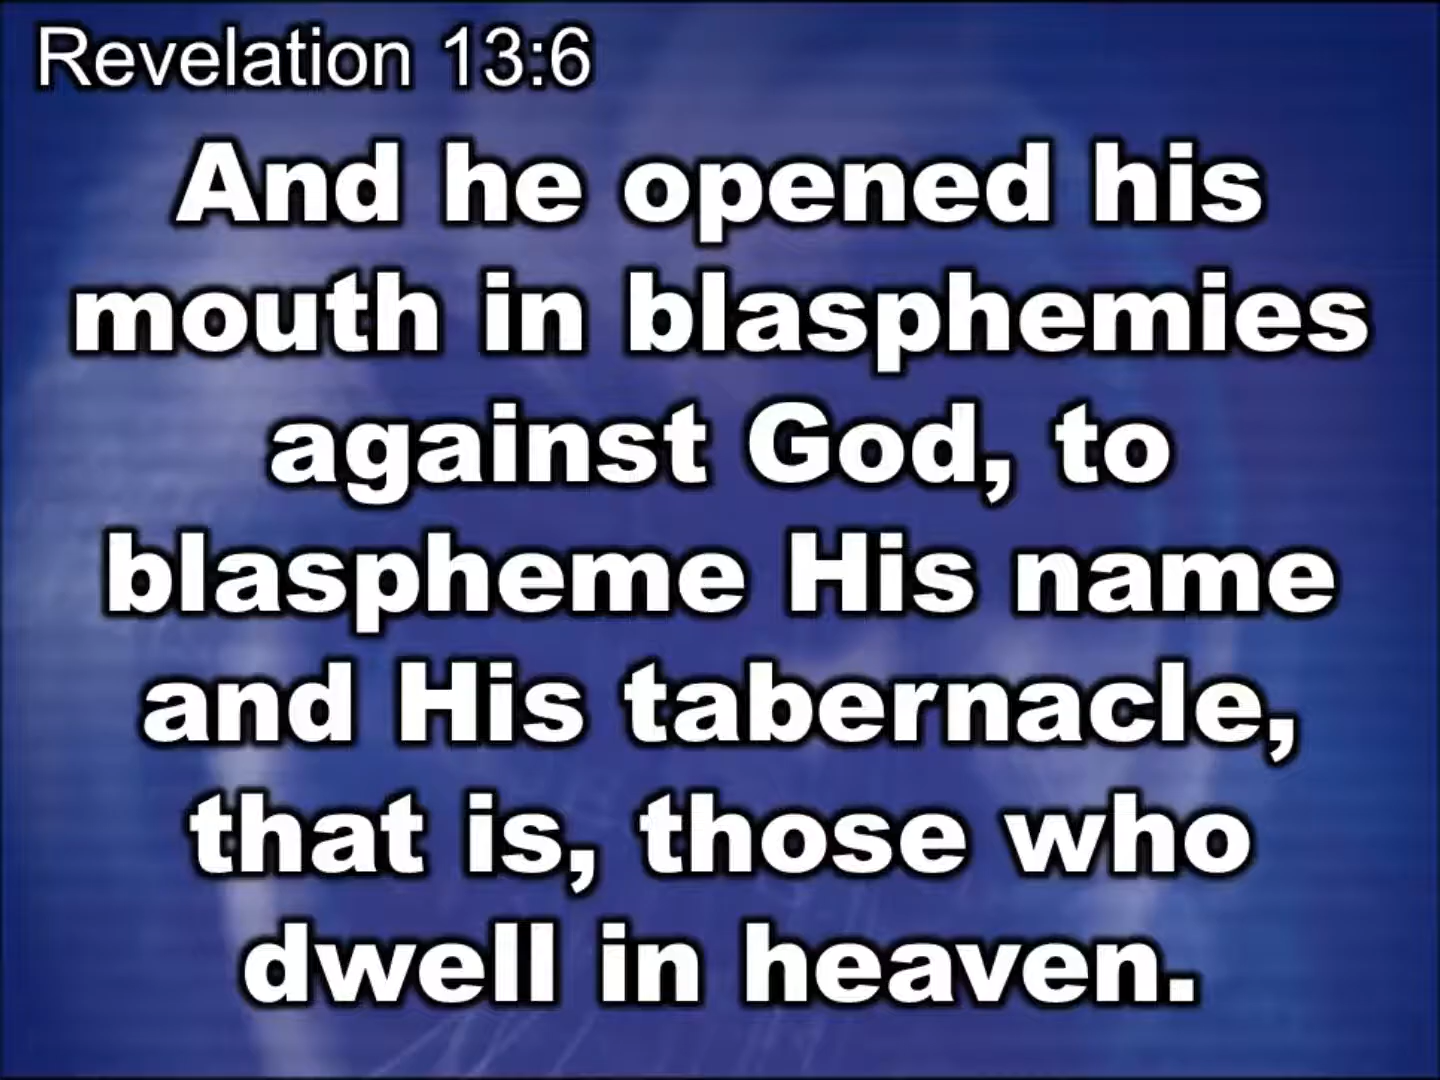 Revelation 13:6
And he opened his
mouth in blasphemies
against God, to
blaspheme His name
and His tabernacle,
that is, those who
dwell in heaven.